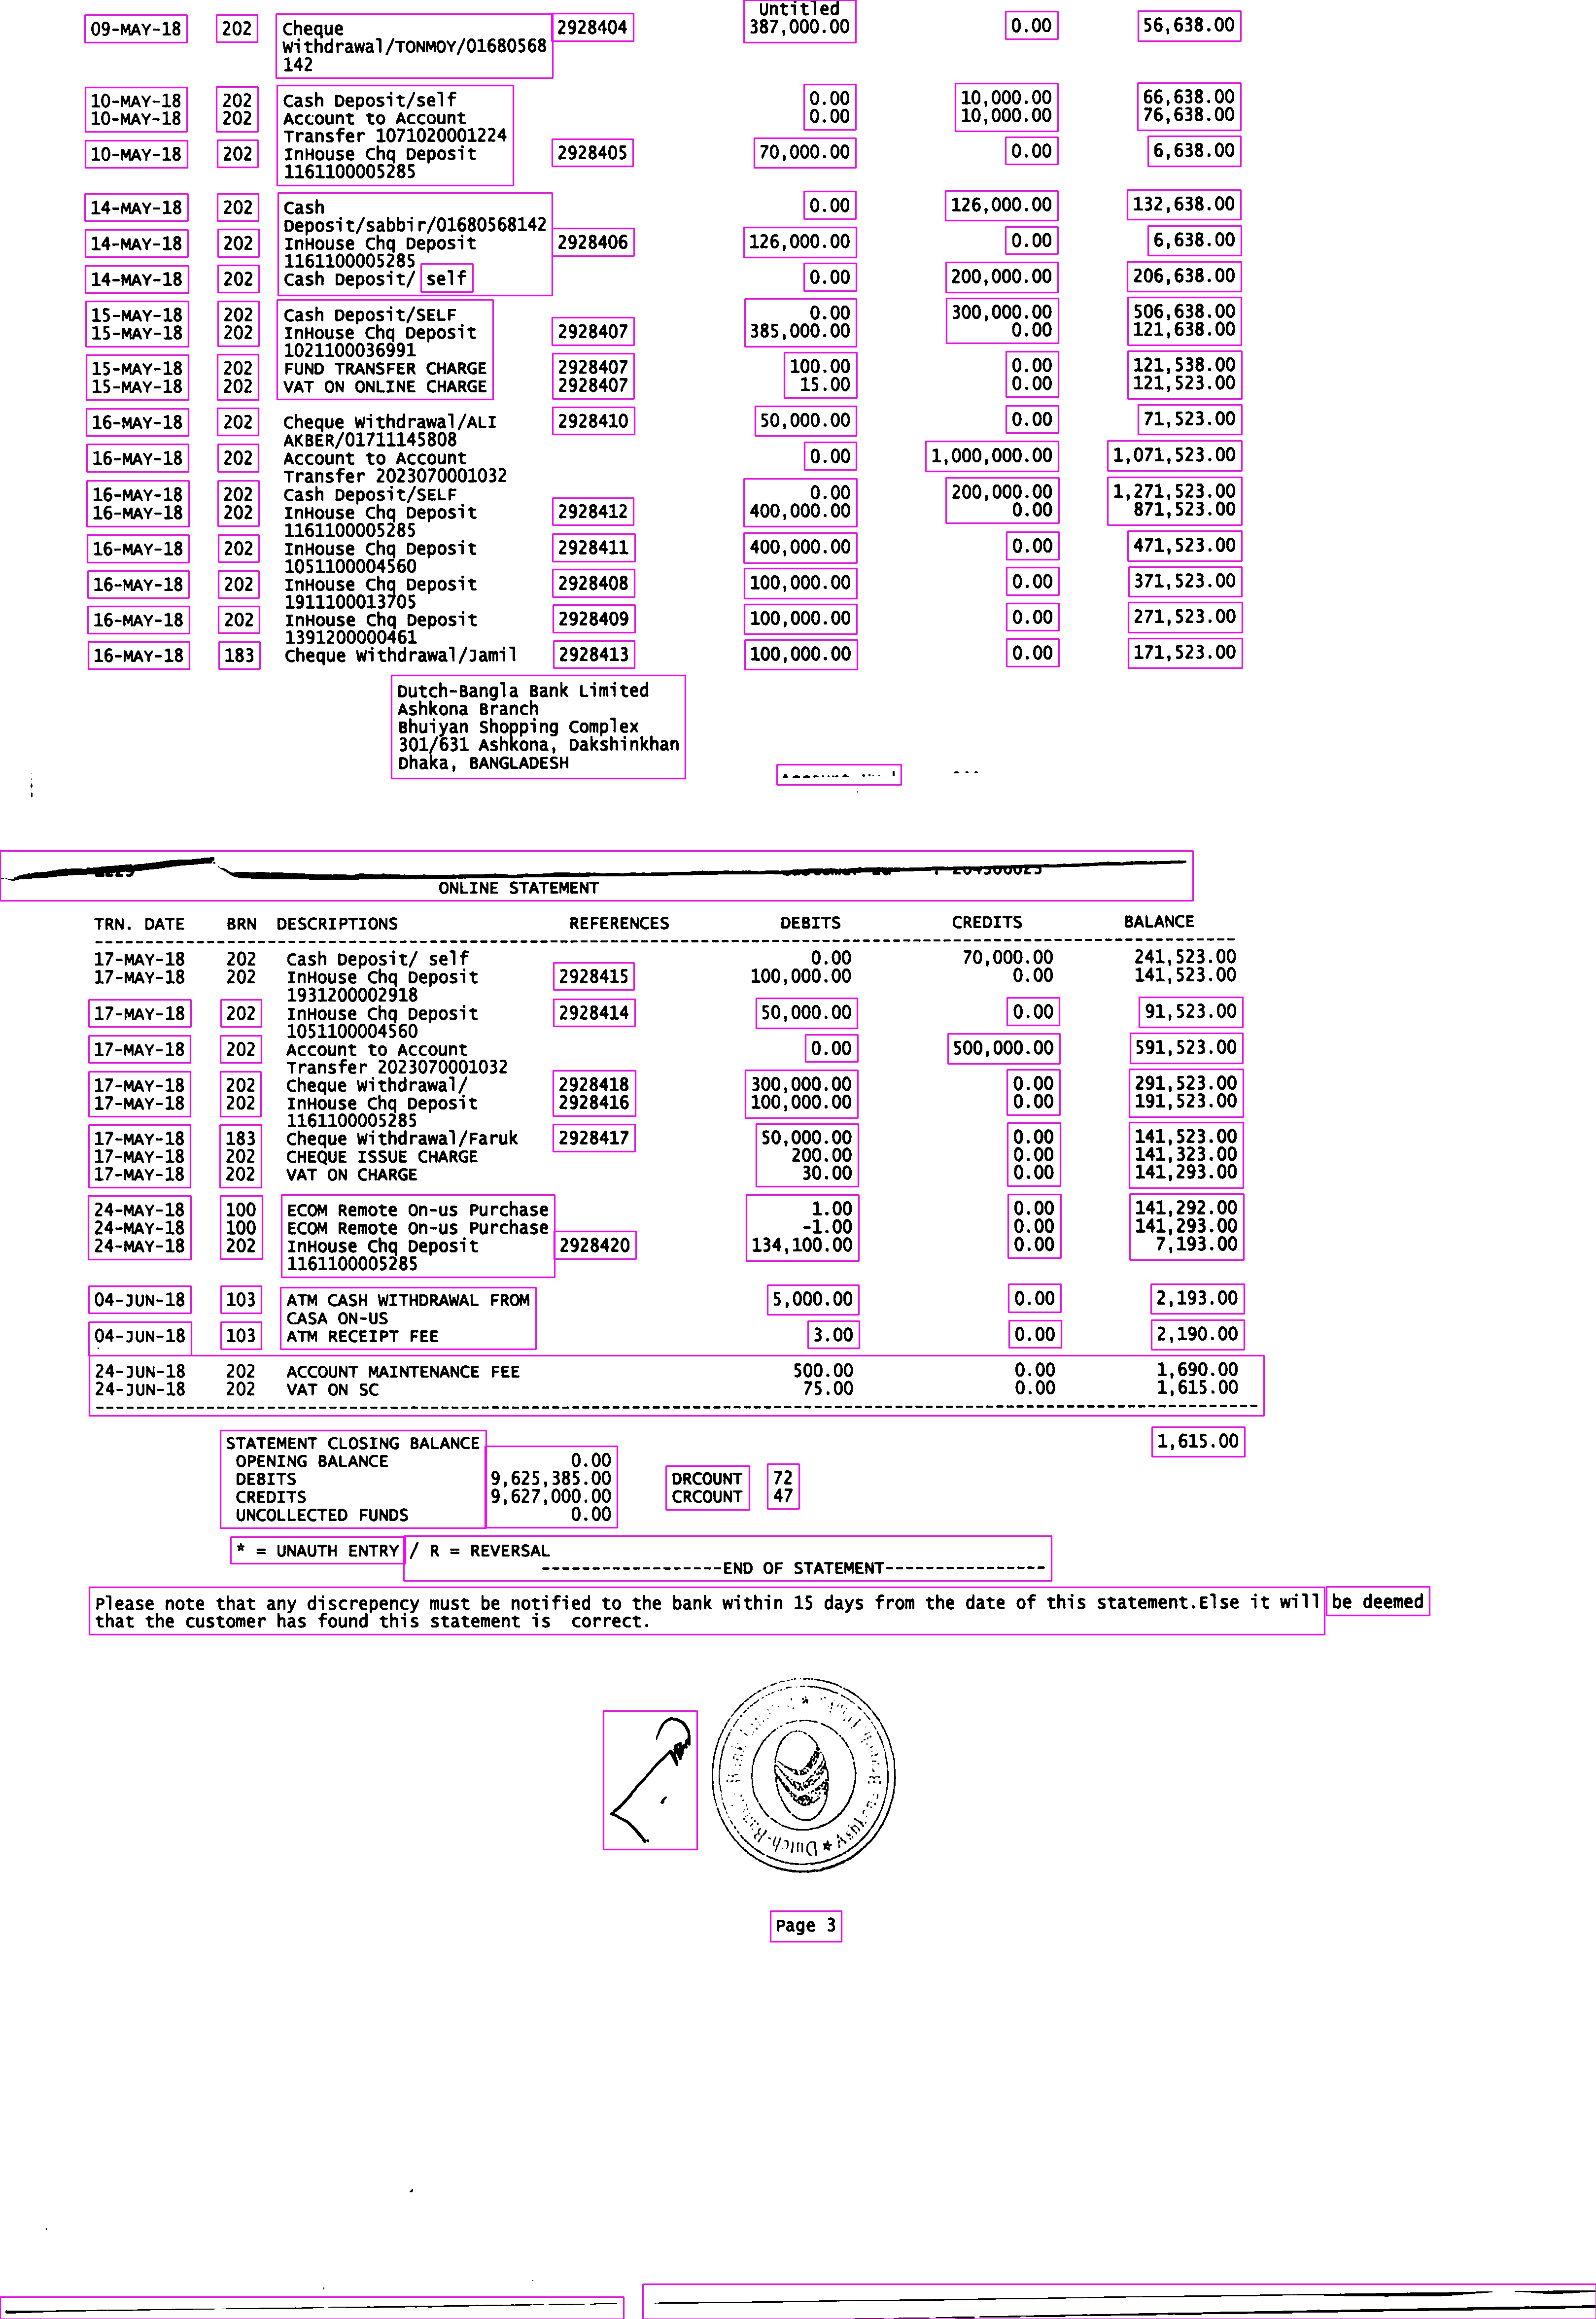 Untitled
09-MAY-18 202 Cheque 2928404 387,000.00 0.00 56,638.00
Withdrawal/TONMOY/01680568
142
10-MAY-18 202 Cash Deposit/self 0.00 10,000.00 66,638.00
10-MAY-18 202 Account to Account 0.00 10,000.00 76,638.00
Transfer 1071020001224
10-MAY-18 202 InHouse Chq Deposit 2928405 70,000.00 0.00 6,638.00
1161100005285
14-MAY-18 202 Cash 0.00 126,000.00 132,638.00
Deposit/sabbir/01680568142
14-MAY-18 202 InHouse Chq Deposit 2928406 126,000.00 0.00 6,638.00
1161100005285
14-MAY-18 202 Cash Deposit/ self 0.00 200,000.00 206,638.00
15-MAY-18 202 Cash Deposit/SELF 0.00 300,000.00 506,638.00
15-MAY-18 202 InHouse Chq Deposit 2928407 385,000.00 0.00 121,638.00
1021100036991
15-MAY-18 202 FUND TRANSFER CHARGE 2928407 100.00 0.00 121,538.00
15-MAY-18 202 VAT ON ONLINE CHARGE 2928407 15.00 0.00 121,523.00
16-MAY-18 202 Cheque Withdrawal/ALI 2928410 50,000.00 0.00 71,523.00
AKBER/01711145808
16-MAY-18 202 Account to Account 0.00 1,000,000.00 1,071,523.00
Transfer 2023070001032
16-MAY-18 202 Cash Deposit/SELF 0.00 200,000.00 1,271,523.00
16-MAY-18 202 InHouse Chq Deposit 2928412 400,000.00 0.00 871,523.00
1161100005285
16-MAY-18 202 InHouse Chq Deposit 2928411 400,000.00 0.00 471,523.00
1051100004560
16-MAY-18 202 InHouse Chq Deposit 2928408 100,000.00 0.00 371,523.00
1911100013705
16-MAY-18 202 InHouse Chq Deposit 2928409 100,000.00 0.00 271,523.00
1391200000461
16-MAY-18 183 Cheque Withdrawal/Jamil 2928413 100,000.00 0.00 171,523.00
Dutch-Bangla Bank Limited
Ashkona Branch
Bhuiyan Shopping Complex
301/631 Ashkona, Dakshinkhan
Dhaka, BANGLADESH
ONLINE STATEMENT
TRN. DATE BRN DESCRIPTIONS REFERENCES DEBITS CREDITS BALANCE
17-MAY-18 202 Cash Deposit/ self 0.00 70,000.00 241,523.00
17-MAY-18 202 InHouse Chq Deposit 2928415 100,000.00 0.00 141,523.00
1931200002918
17-MAY-18 202 InHouse Chq Deposit 2928414 50,000.00 0.00 91,523.00
1051100004560
17-MAY-18 202 Account to Account 0.00 500,000.00 591,523.00
Transfer 2023070001032
17-MAY-18 202 Cheque Withdrawal/ 2928418 300,000.00 0.00 291,523.00
17-MAY-18 202 InHouse Chq Deposit 2928416 100,000.00 0.00 191,523.00
1161100005285
17-MAY-18 183 Cheque Withdrawal/Faruk 2928417 50,000.00 0.00 141,523.00
17-MAY-18 202 CHEQUE ISSUE CHARGE 200.00 0.00 141,323.00
17-MAY-18 202 VAT ON CHARGE 30.00 0.00 141,293.00
24-MAY-18 100 ECOM Remote On-us Purchase 1.00 0.00 141,292.00
24-MAY-18 100 ECOM Remote On-us Purchase -1.00 0.00 141,293.00
24-MAY-18 202 InHouse Chq Deposit 2928420 134,100.00 0.00 7,193.00
1161100005285
04-JUN-18 103 ATM CASH WITHDRAWAL FROM 5,000.00 0.00 2,193.00
CASA ON-US
04-JUN-18 103 ATM RECEIPT FEE 3.00 0.00 2,190.00
24-JUN-18 202 ACCOUNT MAINTENANCE FEE 500.00 0.00 1,690.00
24-JUN-18 202 VAT ON SC 75.00 0.00 1,615.00
STATEMENT CLOSING BALANCE 1,615.00
OPENING BALANCE 0.00
DEBITS 9,625,385.00 DRCOUNT 72
CREDITS 9,627,000.00 CRCOUNT 47
UNCOLLECTED FUNDS 0.00
* = UNAUTH ENTRY / R = REVERSAL
-------------------END OF STATEMENT-----------------
Please note that any discrepency must be notified to the bank within 15 days from the date of this statement.Else it will be deemed
that the customer has found this statement is correct.
Dutch-
Page 3